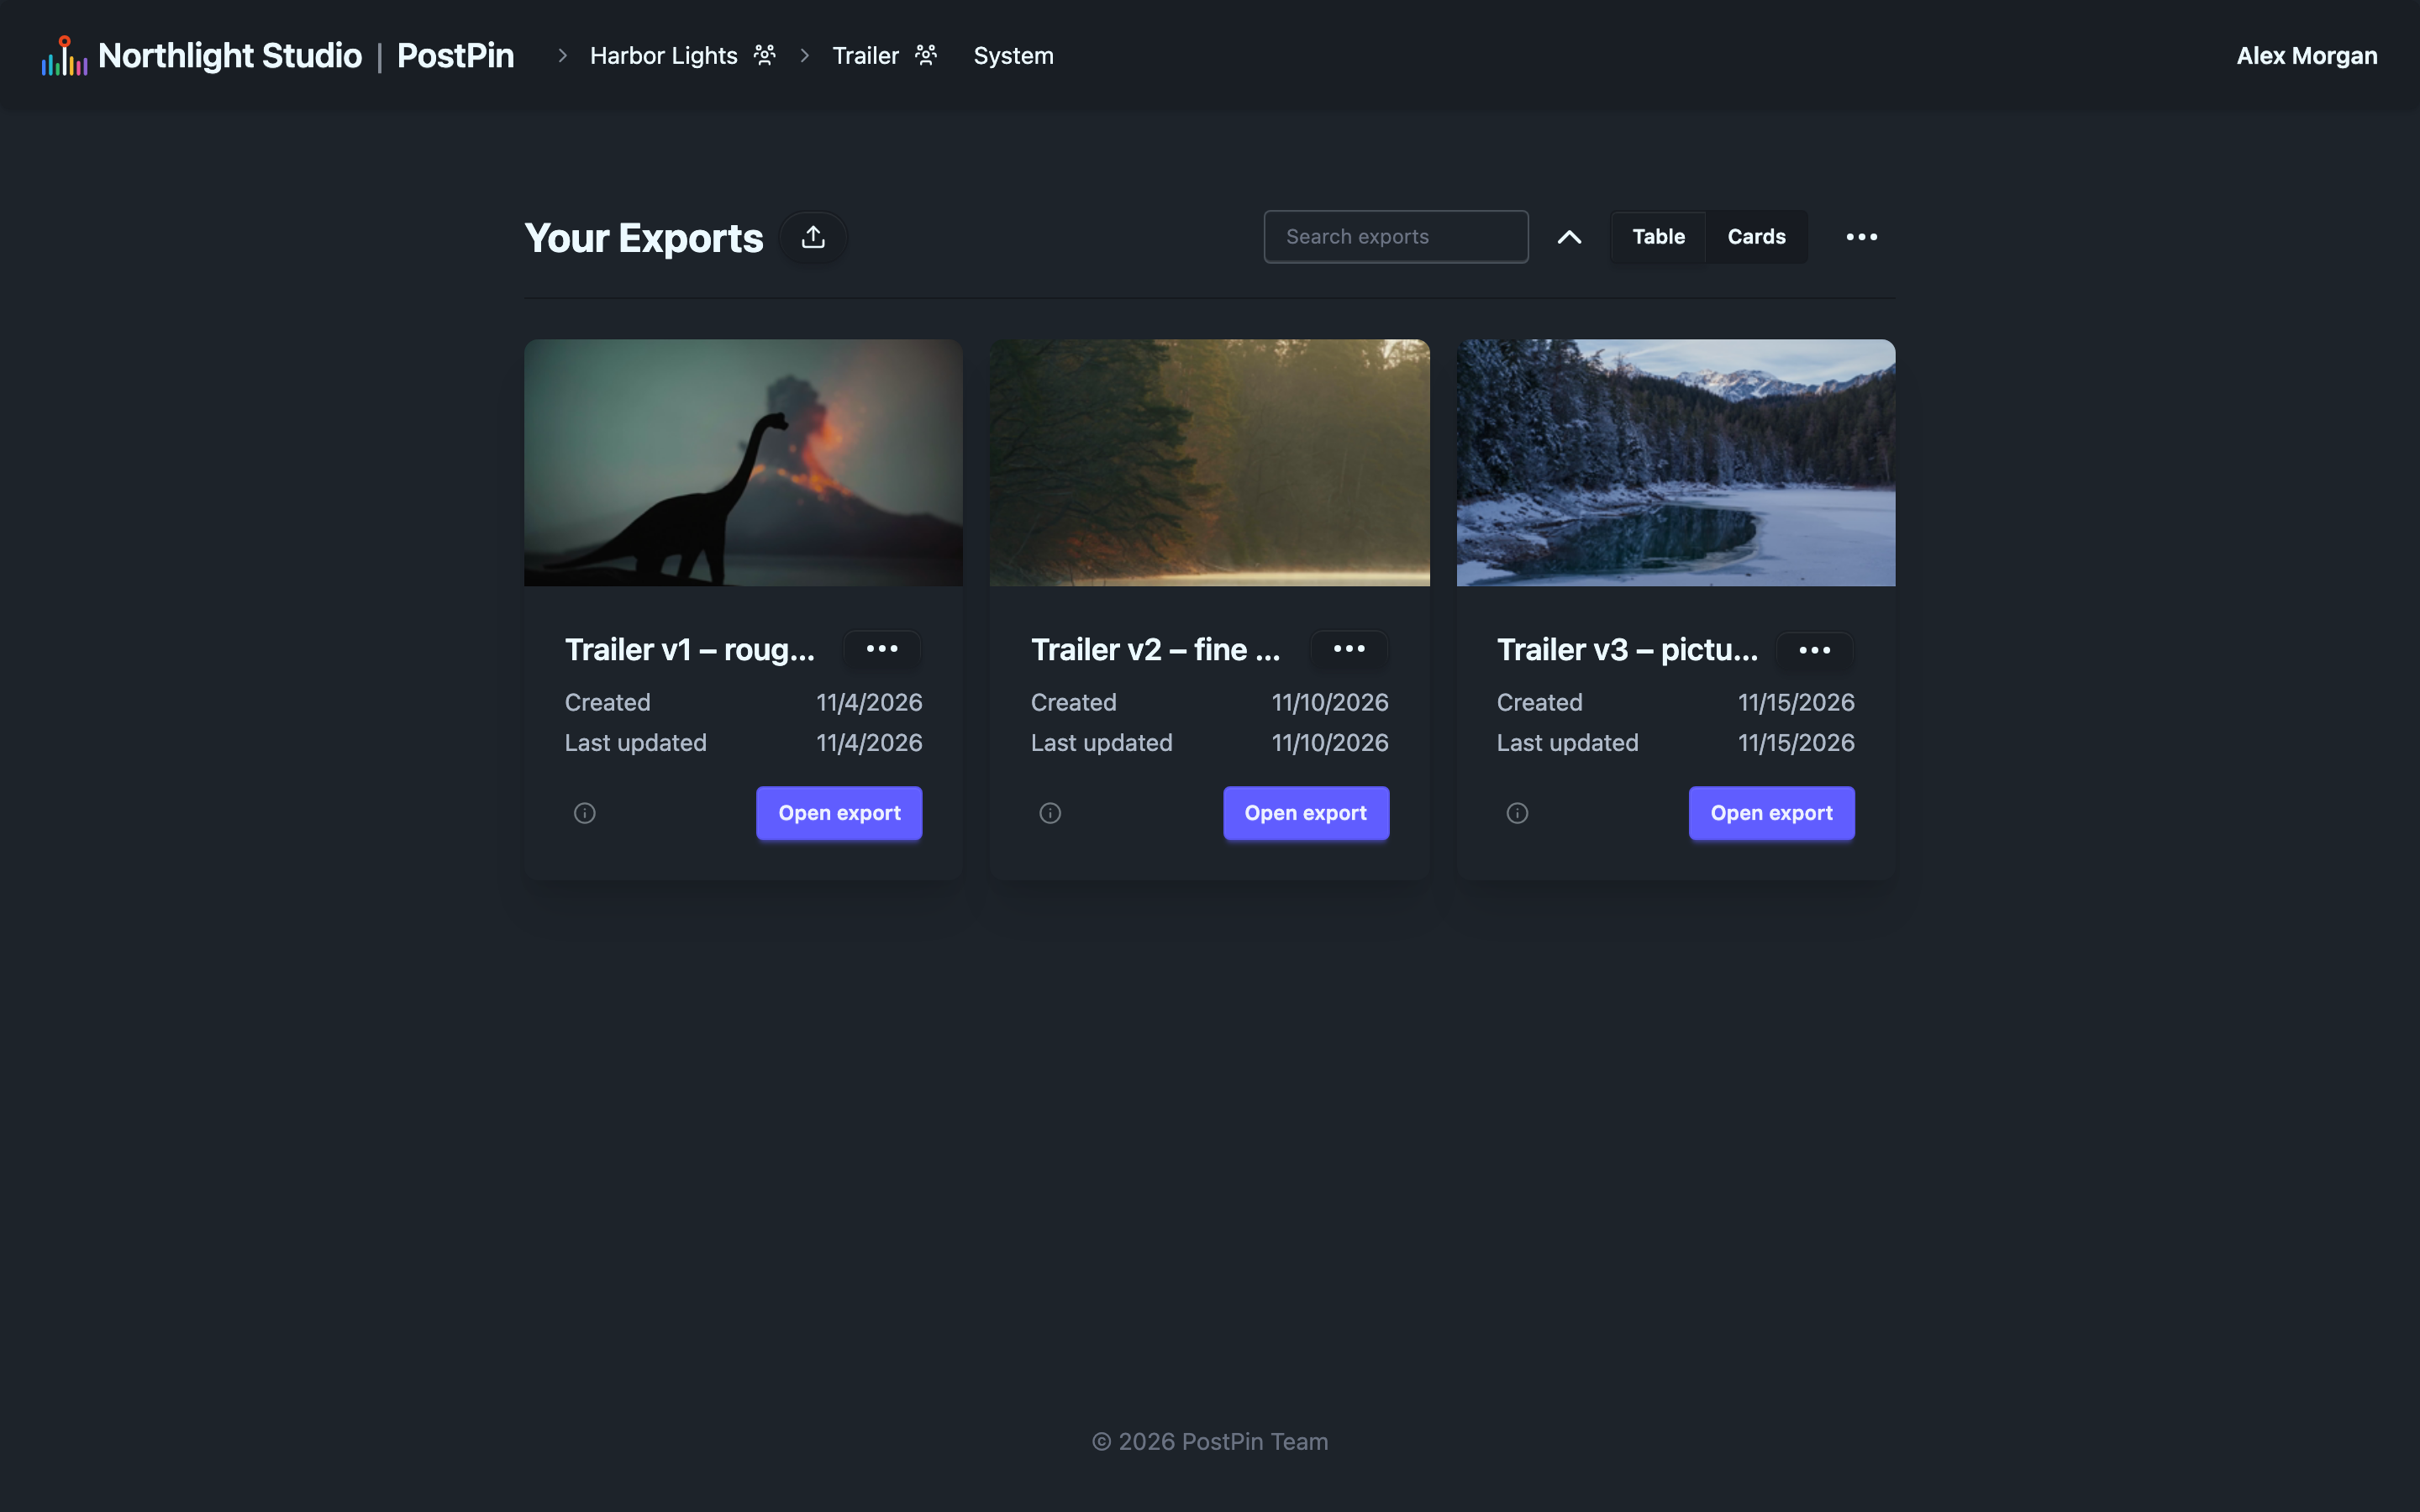 Northlight Studio | PostPin
Harbor Lights
Trailer
System
Alex Morgan
Your Exports
Search exports
Table
Cards
Trailer v1 – roug...
Created 11/4/2026
Last updated 11/4/2026
Open export
Trailer v2 – fine ...
Created 11/10/2026
Last updated 11/10/2026
Open export
Trailer v3 – pictu...
Created 11/15/2026
Last updated 11/15/2026
Open export
© 2026 PostPin Team